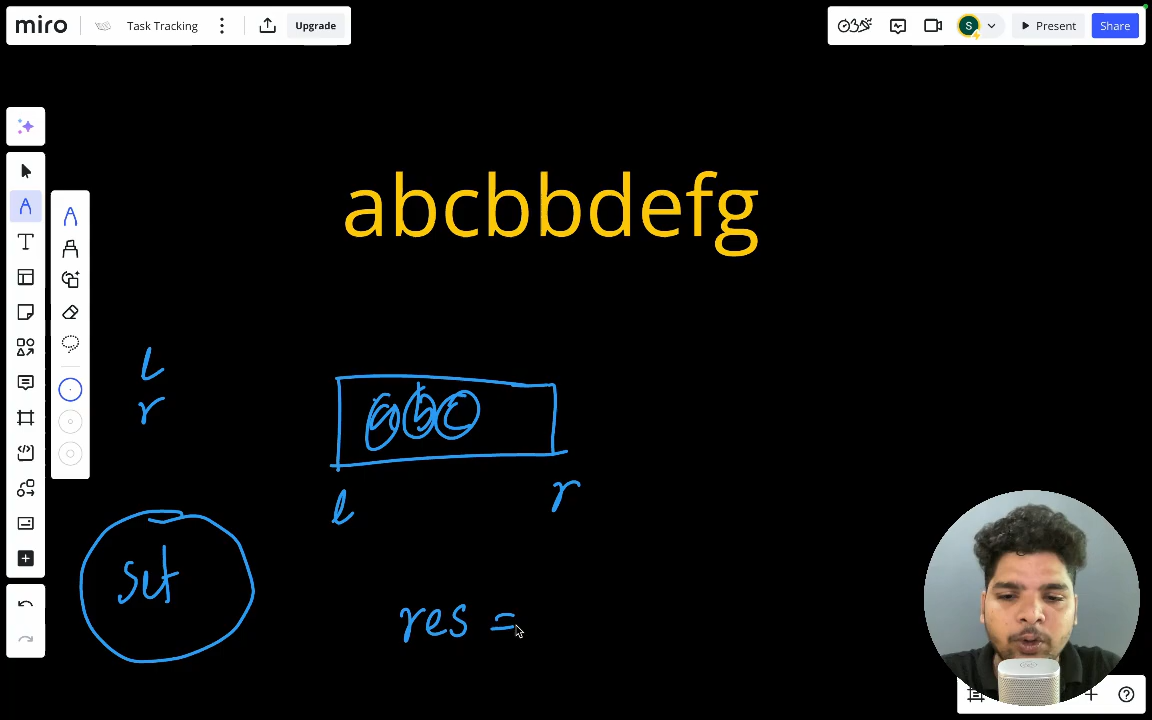 miro Task Tracking Upgrade S Present Share
abcbbdefg
l
r
abc
l r
set
res =